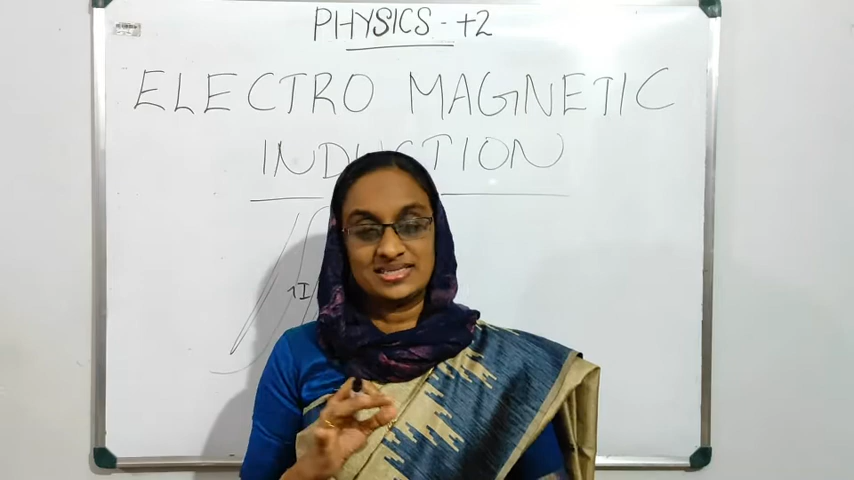 PHYSICS - +2
ELECTRO MAGNETIC
INDUCTION
I